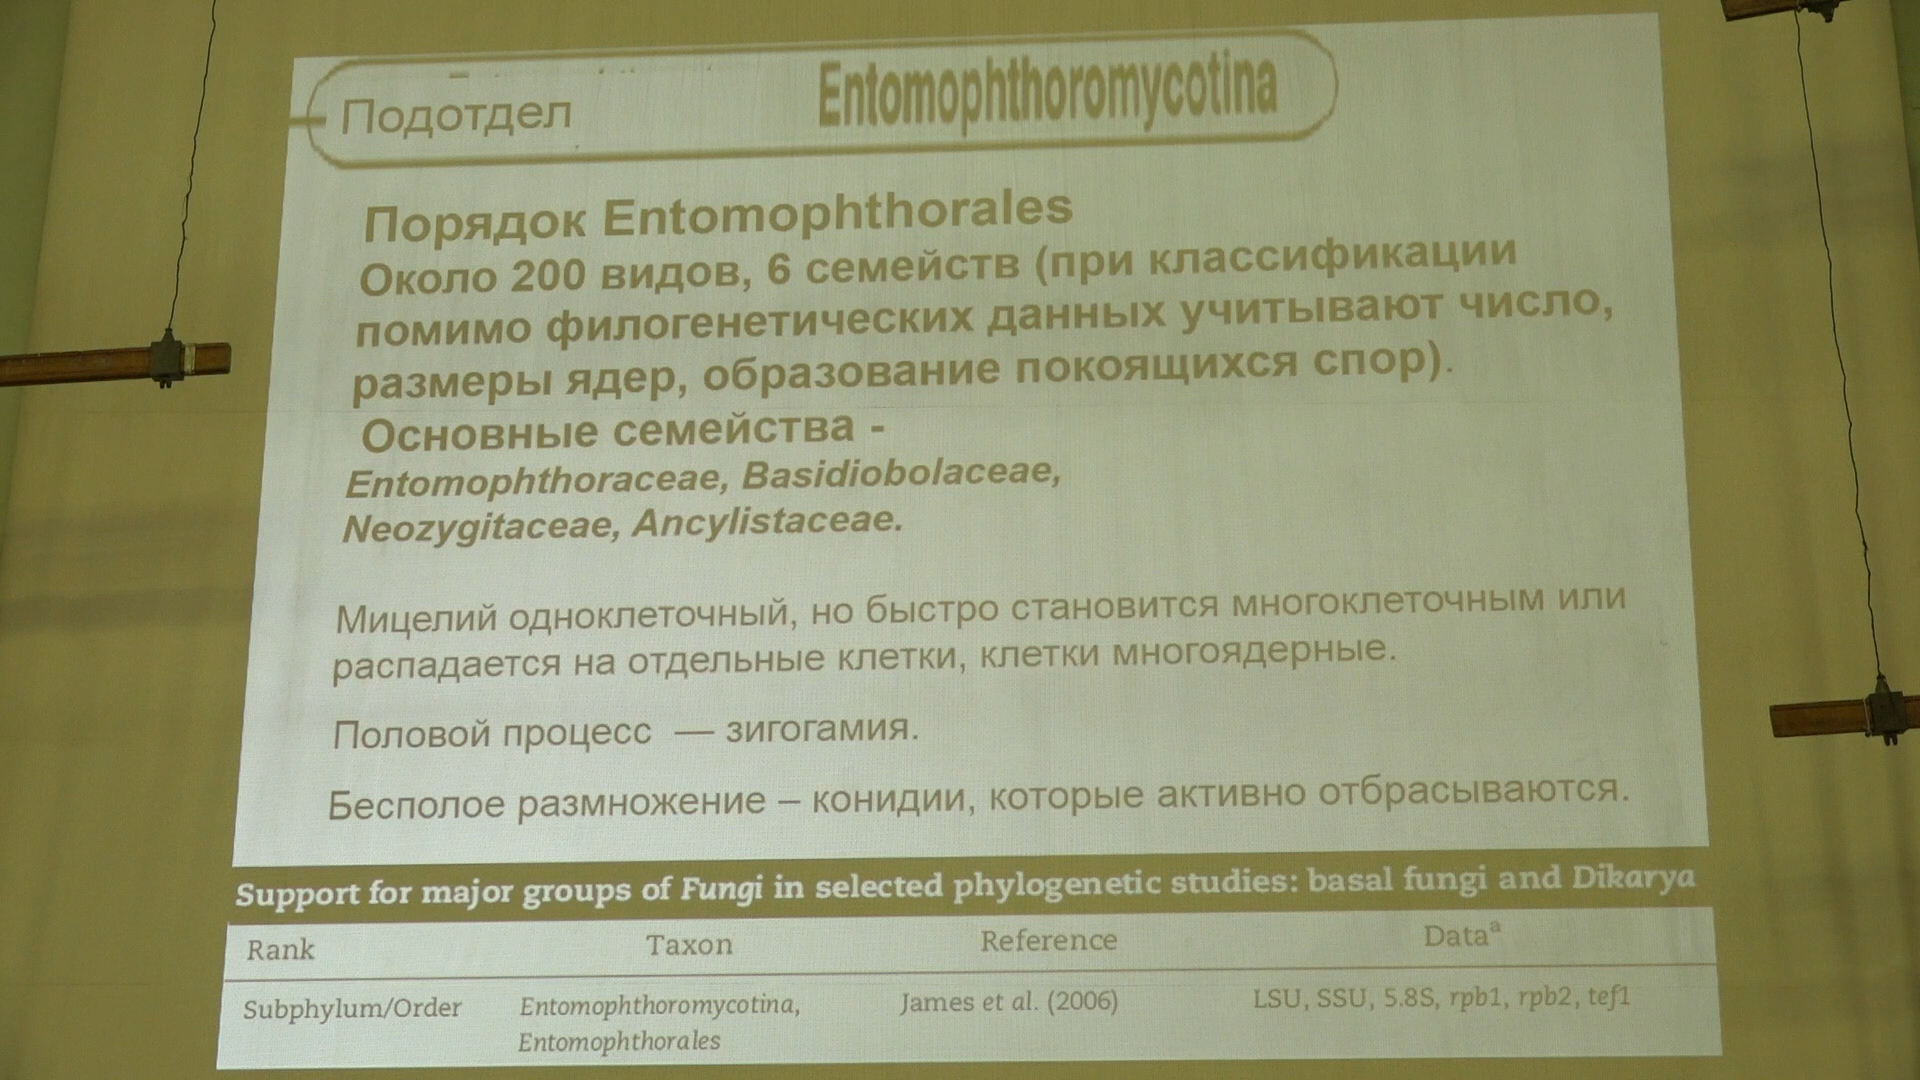 Подотдел Entomophthoromycotina
Порядок Entomophthorales
Около 200 видов, 6 семейств (при классификации
помимо филогенетических данных учитывают число,
размеры ядер, образование покоящихся спор).
Основные семейства -
Entomophthoraceae, Basidiobolaceae,
Neozygitaceae, Ancylistaceae.
Мицелий одноклеточный, но быстро становится многоклеточным или
распадается на отдельные клетки, клетки многоядерные.
Половой процесс — зигогамия.
Бесполое размножение – конидии, которые активно отбрасываются.
Support for major groups of Fungi in selected phylogenetic studies: basal fungi and Dikarya
Rank Taxon Reference Dataª
Subphylum/Order Entomophthoromycotina, James et al. (2006) LSU, SSU, 5.8S, rpb1, rpb2, tef1
Entomophthorales